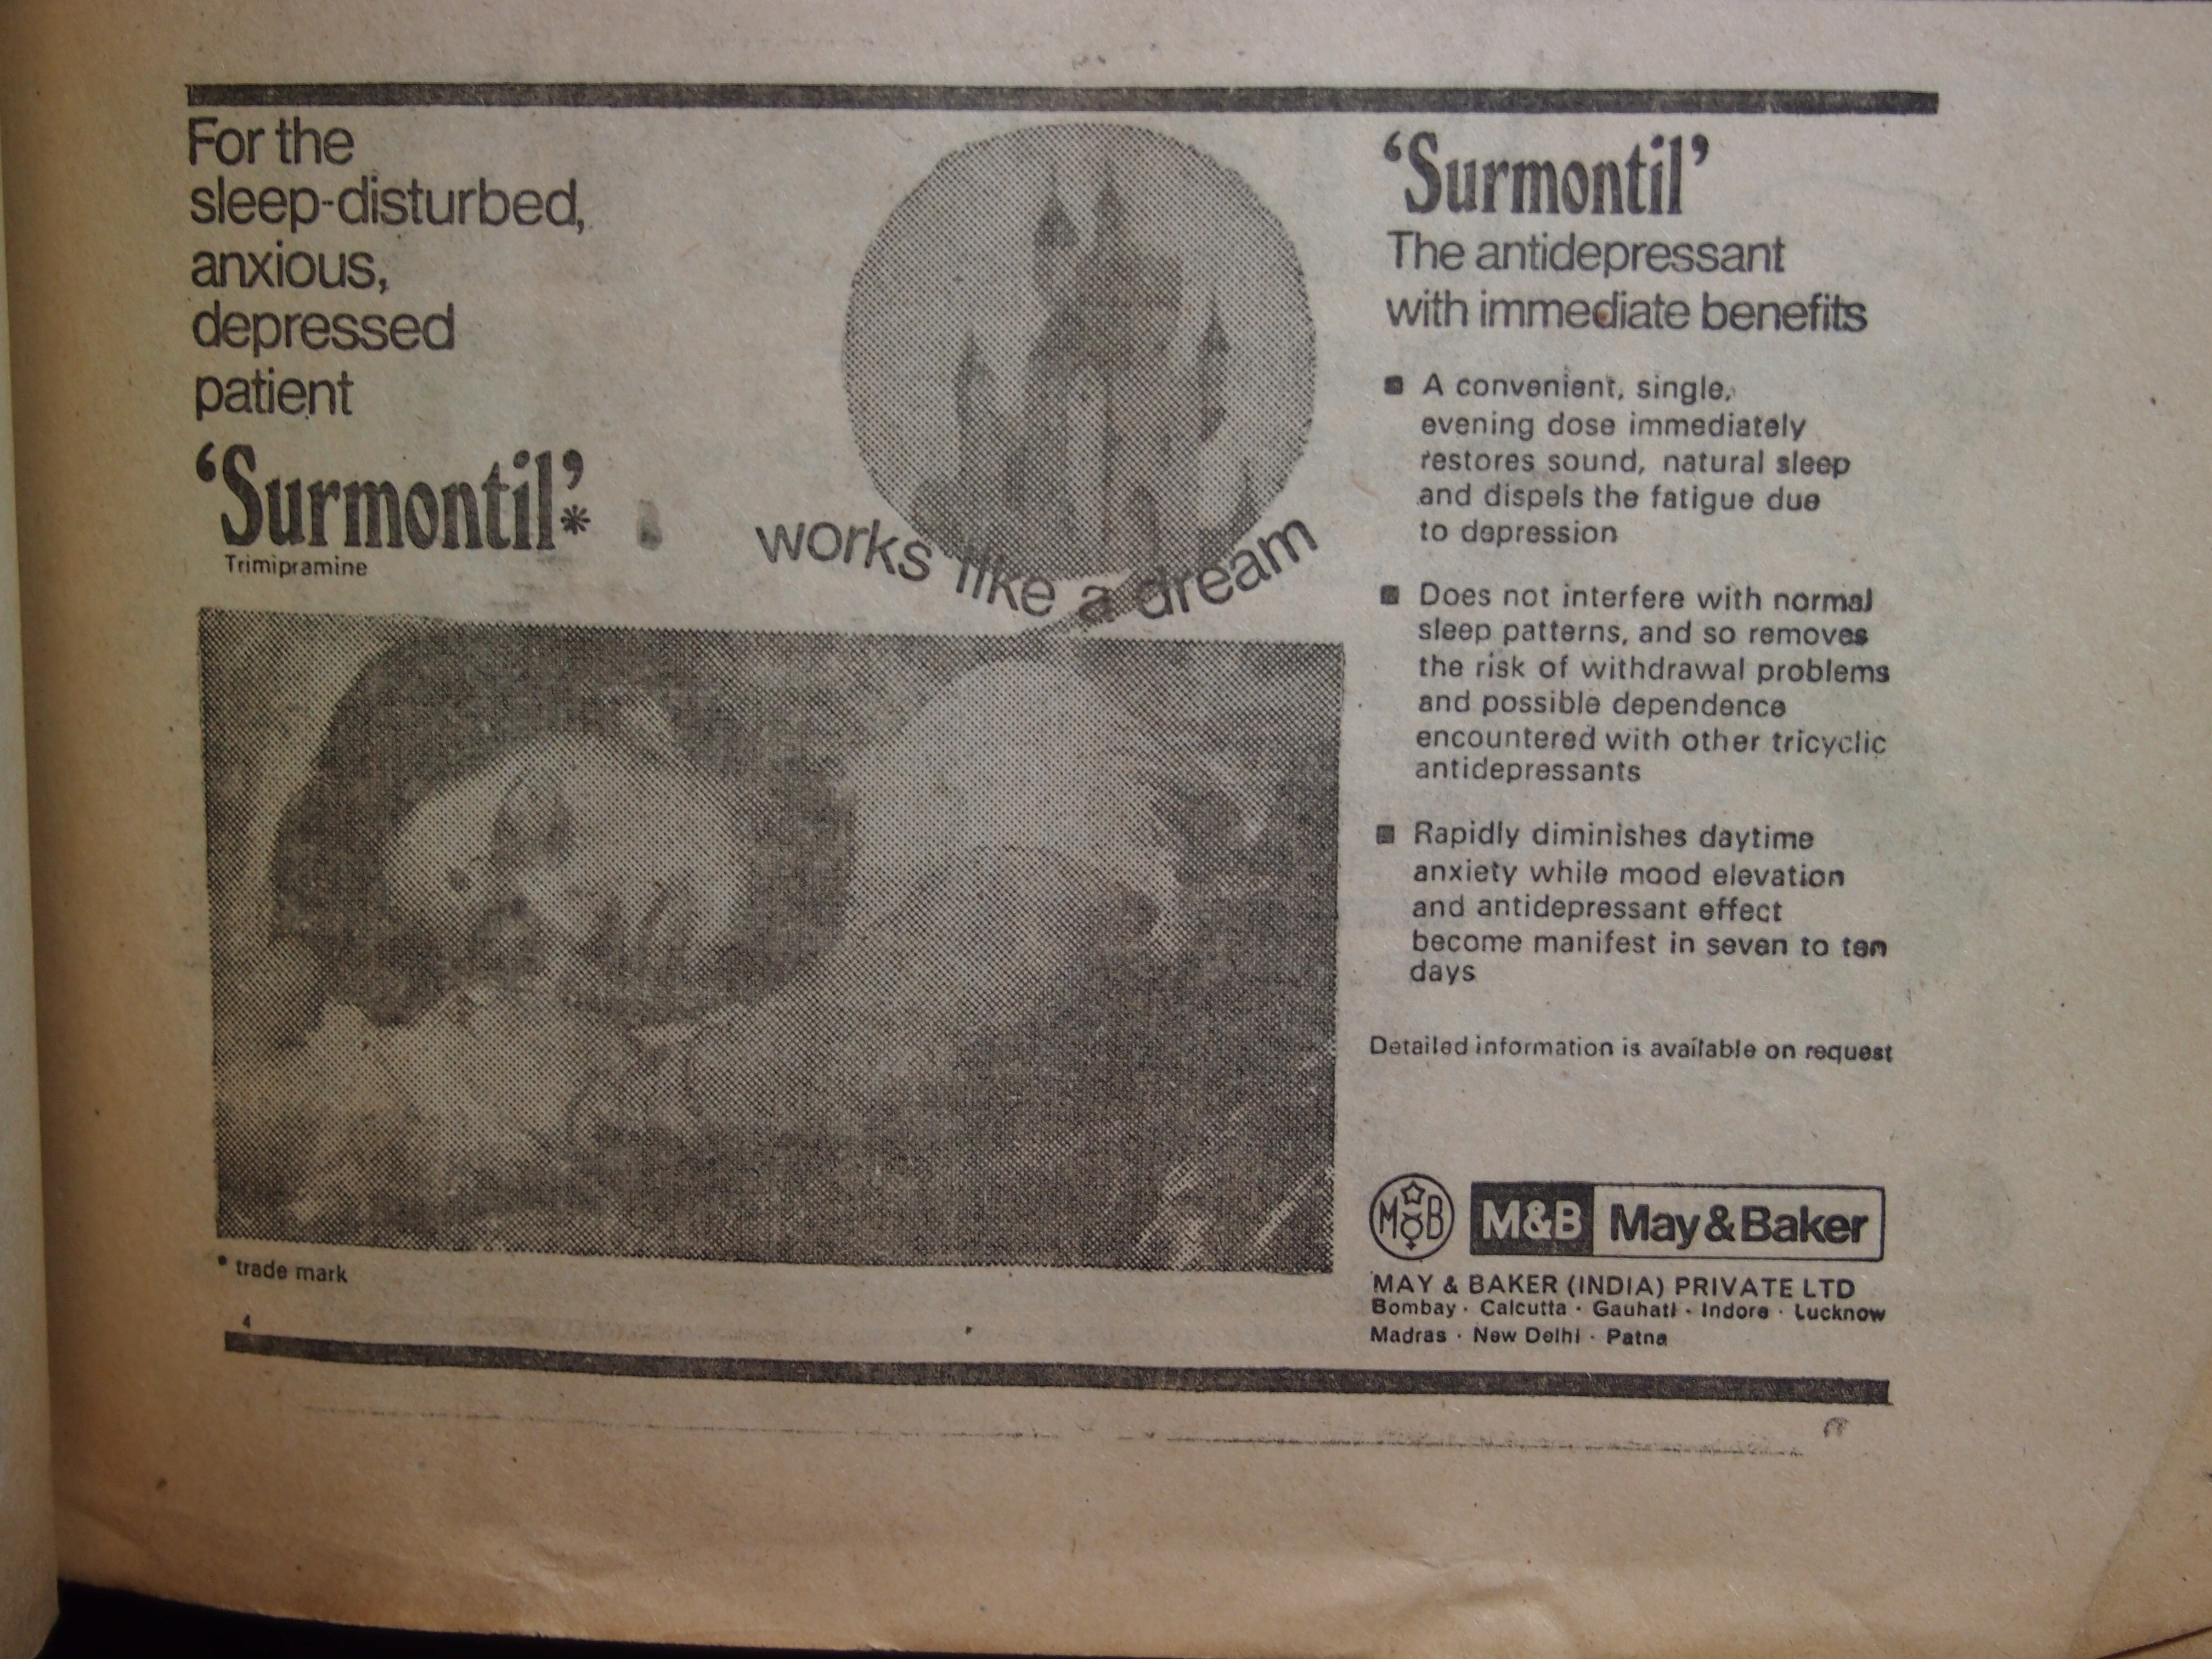 For the
sleep-disturbed,
anxious,
depressed
patient
‘Surmontil’*
Trimipramine
works like a dream
* trade mark
4
‘Surmontil’
The antidepressant
with immediate benefits
■ A convenient, single,
evening dose immediately
restores sound, natural sleep
and dispels the fatigue due
to depression
■ Does not interfere with normal
sleep patterns, and so removes
the risk of withdrawal problems
and possible dependence
encountered with other tricyclic
antidepressants
■ Rapidly diminishes daytime
anxiety while mood elevation
and antidepressant effect
become manifest in seven to ten
days
Detailed information is available on request
M&B M&B May&Baker
MAY & BAKER (INDIA) PRIVATE LTD
Bombay · Calcutta · Gauhati · Indore · Lucknow
Madras · New Delhi · Patna